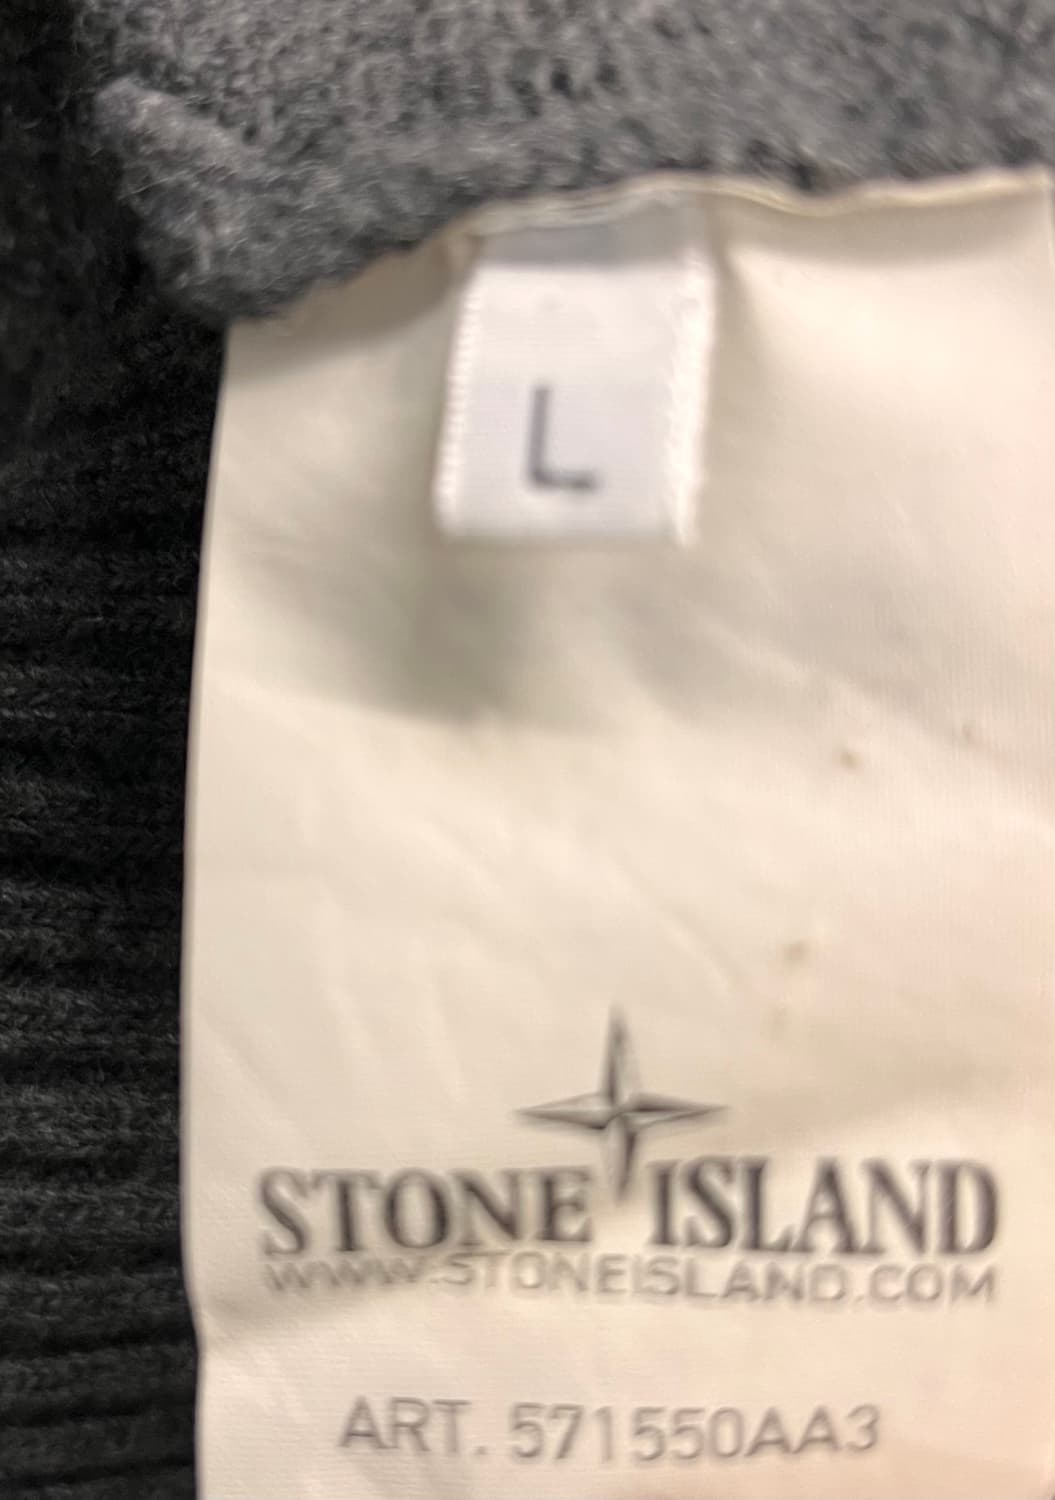 L
STONE ISLAND
WWW.STONEISLAND.COM
ART. 571550AA3